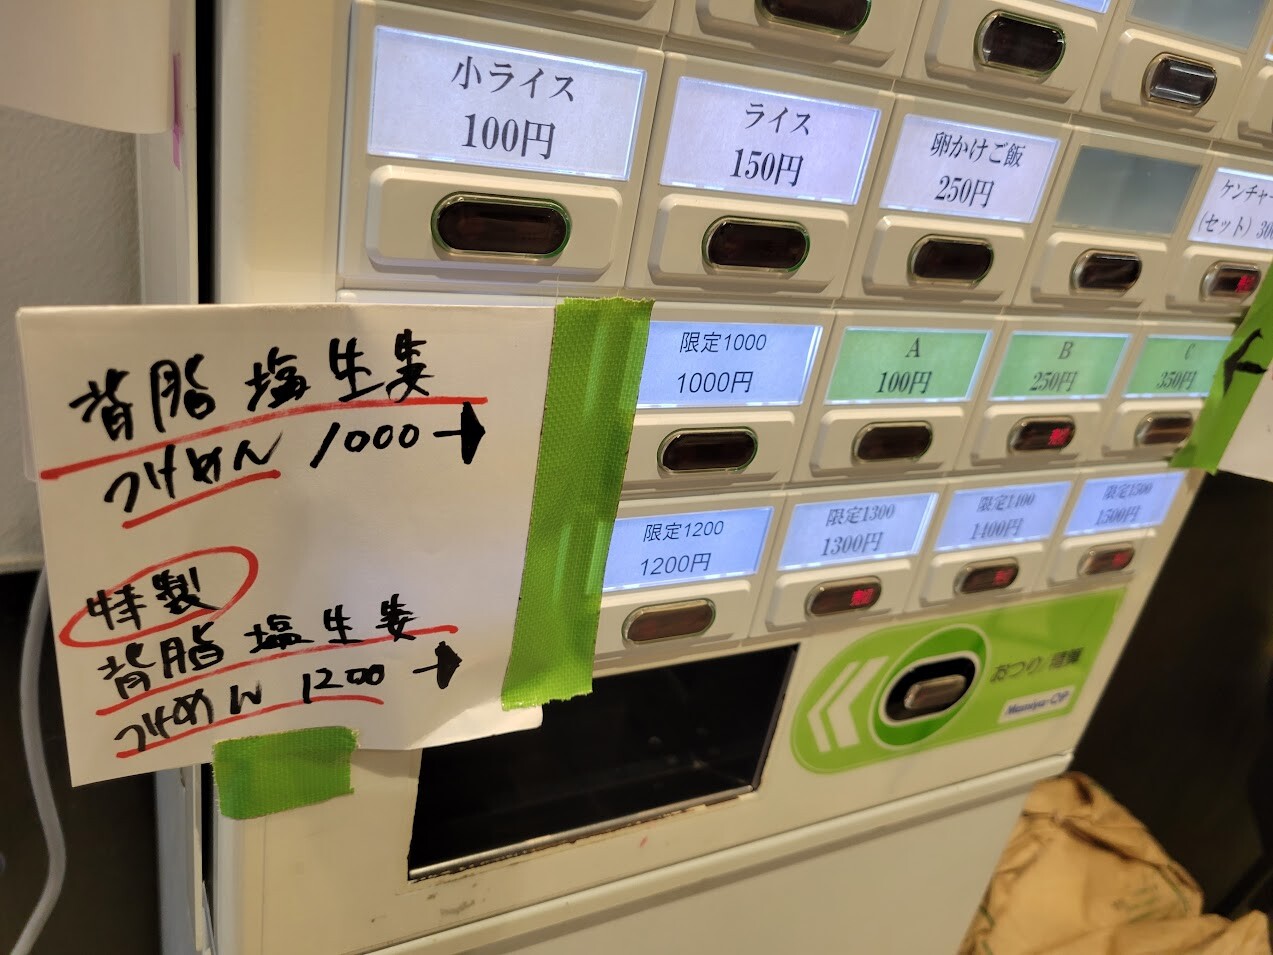 小ライス
100円
ライス
150円
卵かけご飯
250円
ケンチャー
(セット) 30
背脂 塩生姜
つけめん 1000→
特製
背脂 塩生姜
つけめん 1200→
限定1000
1000円
A
100円
B
250円
C
350円
←
限定1200
1200円
限定1300
1300円
限定1400
1400円
限定1500
1500円
おつり